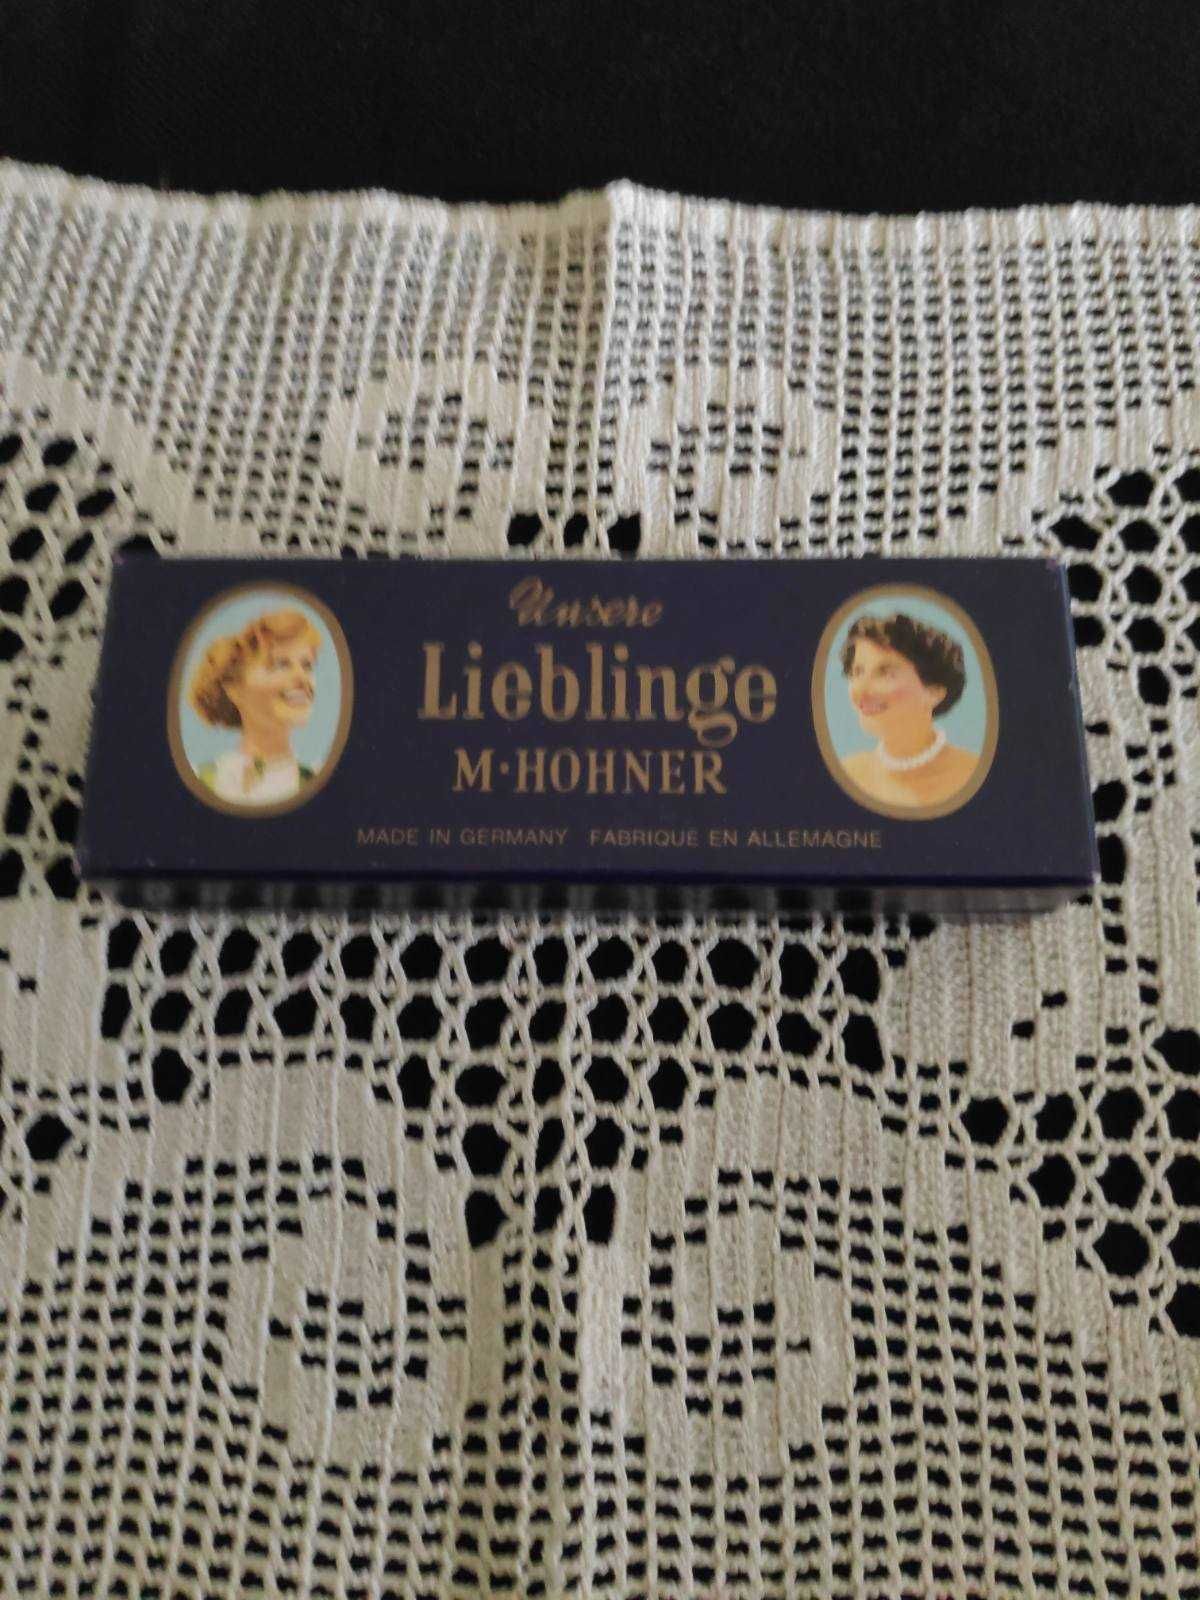 Unsere
Lieblinge
M·HOHNER
MADE IN GERMANY FABRIQUE EN ALLEMAGNE